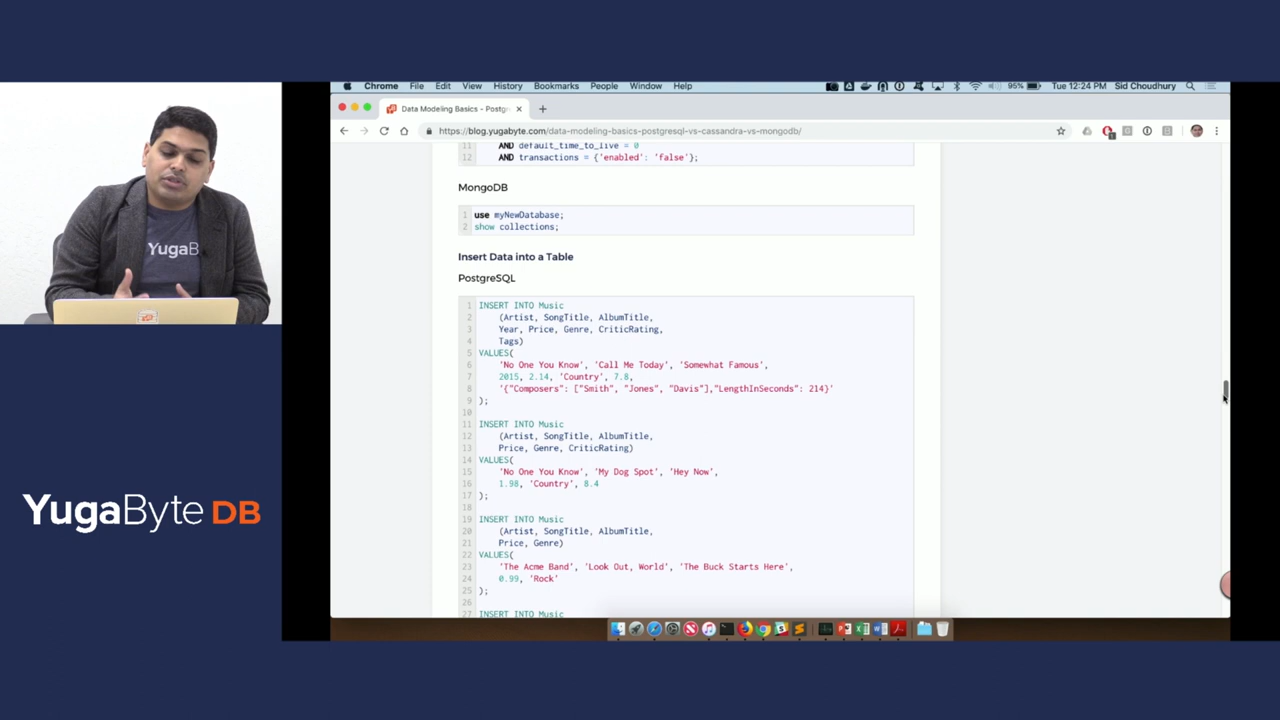 Chrome File Edit View History Bookmarks People Window Help 95% Tue 12:24 PM Sid Choudhury
Data Modeling Basics - Postgr
https://blog.yugabyte.com/data-modeling-basics-postgresql-vs-cassandra-vs-mongodb/
11 AND default_time_to_live = 0
12 AND transactions = {'enabled': 'false'};
MongoDB
1 use myNewDatabase;
2 show collections;
Insert Data into a Table
PostgreSQL
1 INSERT INTO Music
2 (Artist, SongTitle, AlbumTitle,
3 Year, Price, Genre, CriticRating,
4 Tags)
5 VALUES(
6 'No One You Know', 'Call Me Today', 'Somewhat Famous',
7 2015, 2.14, 'Country', 7.8,
8 '{"Composers": ["Smith", "Jones", "Davis"],"LengthInSeconds": 214}'
9 );
10
11 INSERT INTO Music
12 (Artist, SongTitle, AlbumTitle,
13 Price, Genre, CriticRating)
14 VALUES(
15 'No One You Know', 'My Dog Spot', 'Hey Now',
16 1.98, 'Country', 8.4
17 );
18
19 INSERT INTO Music
20 (Artist, SongTitle, AlbumTitle,
21 Price, Genre)
22 VALUES(
23 'The Acme Band', 'Look Out, World', 'The Buck Starts Here',
24 0.99, 'Rock'
25 );
26
27 INSERT INTO Music
YugaB
YugaByte DB